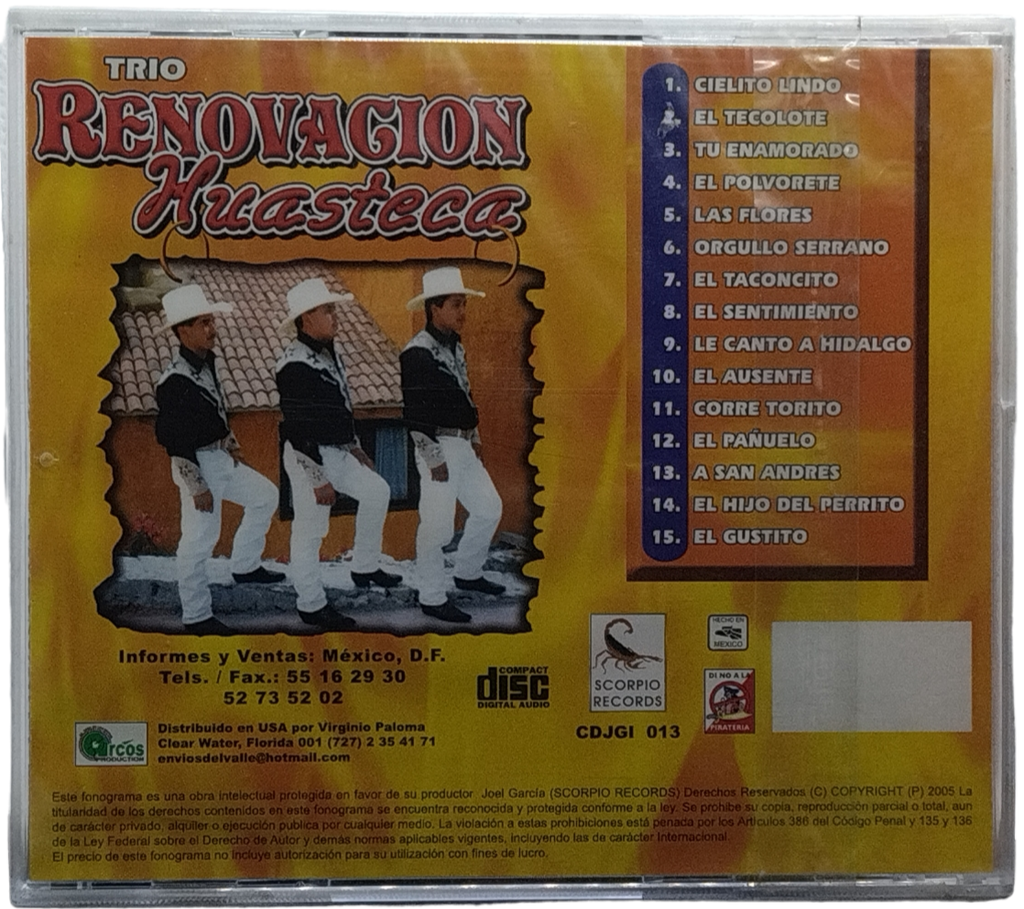 TRIO
RENOVACION
Huasteca
1. CIELITO LINDO
2. EL TECOLOTE
3. TU ENAMORADO
4. EL POLVORETE
5. LAS FLORES
6. ORGULLO SERRANO
7. EL TACONCITO
8. EL SENTIMIENTO
9. LE CANTO A HIDALGO
10. EL AUSENTE
11. CORRE TORITO
12. EL PAÑUELO
13. A SAN ANDRES
14. EL HIJO DEL PERRITO
15. EL GUSTITO
Informes y Ventas: México, D.F.
Tels. / Fax.: 55 16 29 30
52 73 52 02
COMPACT
disc
DIGITAL AUDIO
SCORPIO
RECORDS
CDJGI 013
HECHO EN
MEXICO
DI NO A LA
PIRATERIA
arcos
PRODUCTION
Distribuido en USA por Virginio Paloma
Clear Water, Florida 001 (727) 2 35 41 71
enviosdelvalle@hotmail.com
Este fonograma es una obra intelectual protegida en favor de su productor Joel García (SCORPIO RECORDS) Derechos Reservados (C) COPYRIGHT (P) 2005 La
titularidad de los derechos contenidos en este fonograma se encuentra reconocida y protegida conforme a la ley. Se prohibe su copia, reproducción parcial o total, aun
de carácter privado, alquiler o ejecución publica por cualquier medio. La violación a estas prohibiciones está penada por los Artículos 386 del Código Penal y 135 y 136
de la Ley Federal sobre el Derecho de Autor y demás normas aplicables vigentes, incluyendo las de carácter Internacional.
El precio de este fonograma no incluye autorización para su utilización con fines de lucro.